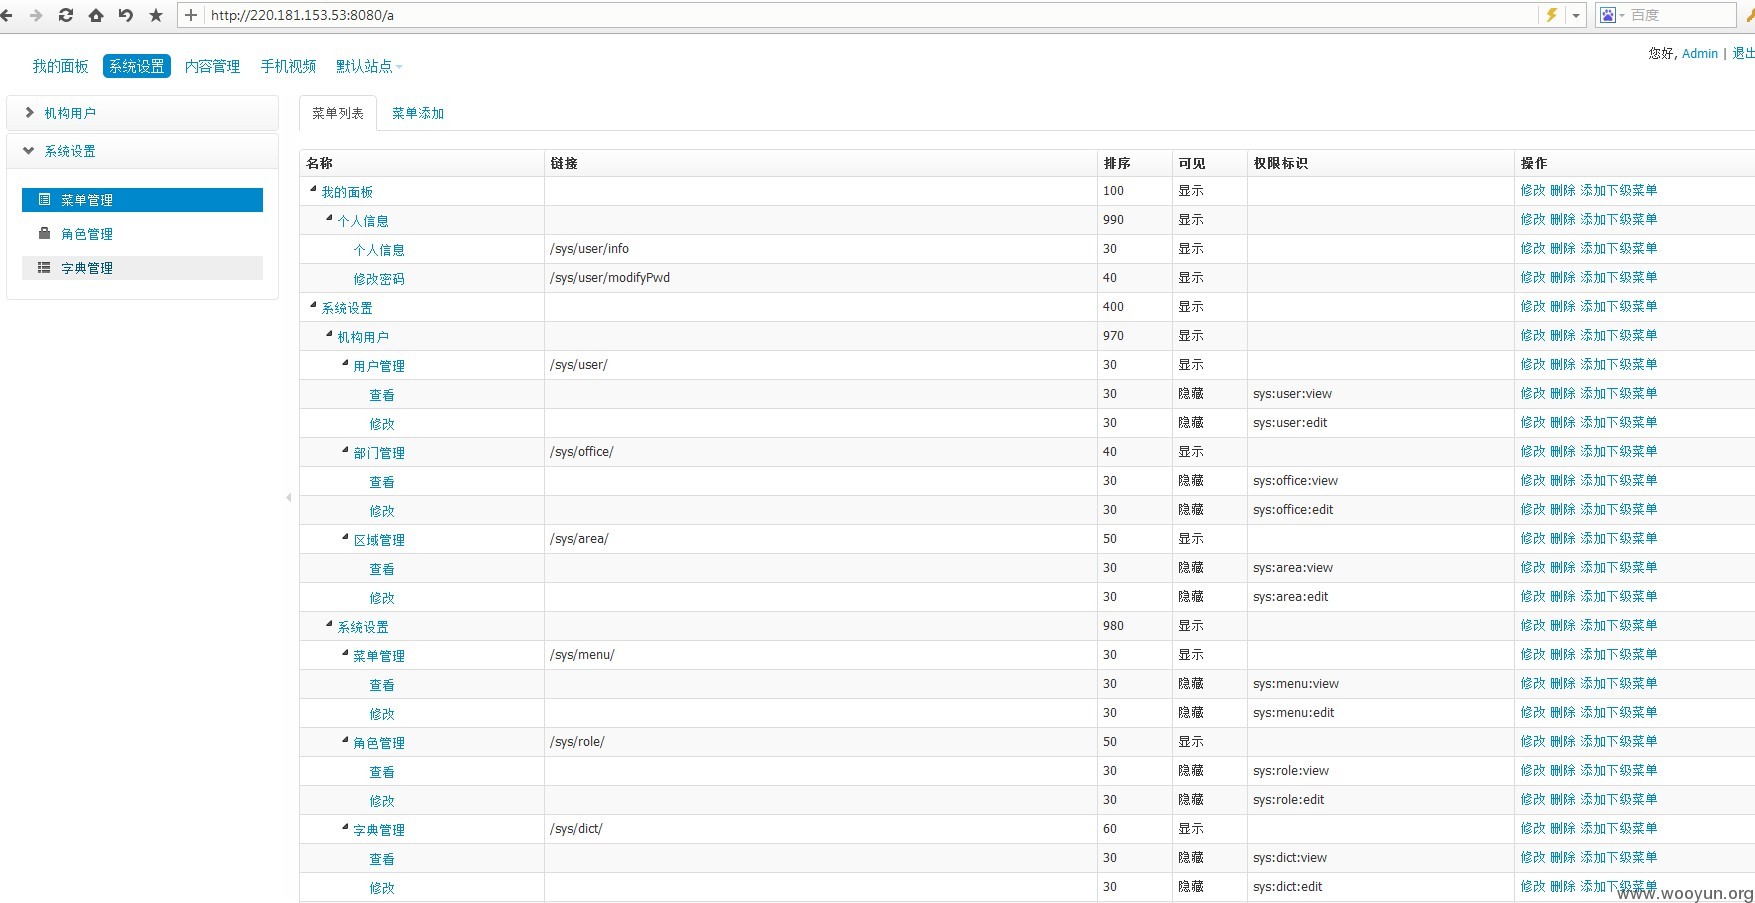 http://220.181.153.53:8080/a
百度
您好, Admin | 退出
我的面板 系统设置 内容管理 手机视频 默认站点
机构用户
系统设置
菜单管理
角色管理
字典管理
菜单列表 菜单添加
名称 链接 排序 可见 权限标识 操作
我的面板 100 显示 修改 删除 添加下级菜单
个人信息 990 显示 修改 删除 添加下级菜单
个人信息 /sys/user/info 30 显示 修改 删除 添加下级菜单
修改密码 /sys/user/modifyPwd 40 显示 修改 删除 添加下级菜单
系统设置 400 显示 修改 删除 添加下级菜单
机构用户 970 显示 修改 删除 添加下级菜单
用户管理 /sys/user/ 30 显示 修改 删除 添加下级菜单
查看 30 隐藏 sys:user:view 修改 删除 添加下级菜单
修改 30 隐藏 sys:user:edit 修改 删除 添加下级菜单
部门管理 /sys/office/ 40 显示 修改 删除 添加下级菜单
查看 30 隐藏 sys:office:view 修改 删除 添加下级菜单
修改 30 隐藏 sys:office:edit 修改 删除 添加下级菜单
区域管理 /sys/area/ 50 显示 修改 删除 添加下级菜单
查看 30 隐藏 sys:area:view 修改 删除 添加下级菜单
修改 30 隐藏 sys:area:edit 修改 删除 添加下级菜单
系统设置 980 显示 修改 删除 添加下级菜单
菜单管理 /sys/menu/ 30 显示 修改 删除 添加下级菜单
查看 30 隐藏 sys:menu:view 修改 删除 添加下级菜单
修改 30 隐藏 sys:menu:edit 修改 删除 添加下级菜单
角色管理 /sys/role/ 50 显示 修改 删除 添加下级菜单
查看 30 隐藏 sys:role:view 修改 删除 添加下级菜单
修改 30 隐藏 sys:role:edit 修改 删除 添加下级菜单
字典管理 /sys/dict/ 60 显示 修改 删除 添加下级菜单
查看 30 隐藏 sys:dict:view 修改 删除 添加下级菜单
修改 30 隐藏 sys:dict:edit 修改 删除 添加下级菜单
www.wooyun.org